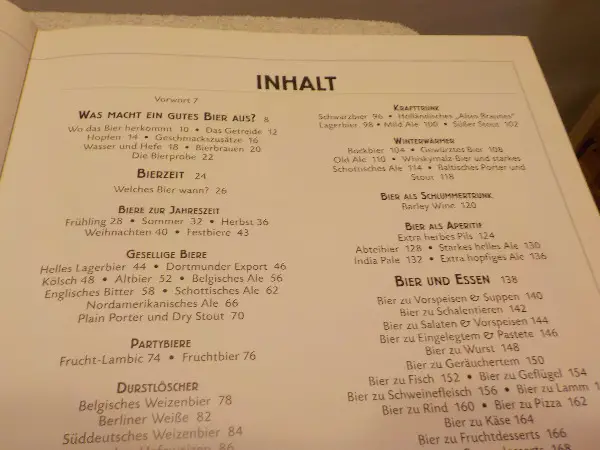 INHALT
Vorwort 7
WAS MACHT EIN GUTES BIER AUS? 8
Wo das Bier herkommt 10 • Das Getreide 12
Hopfen 14 • Geschmackszusätze 16
Wasser und Hefe 18 • Bierbrauen 20
Die Bierprobe 22
BIERZEIT 24
Welches Bier wann? 26
BIERE ZUR JAHRESZEIT
Frühling 28 • Sommer 32 • Herbst 36
Weihnachten 40 • Festbiere 43
GESELLIGE BIERE
Helles Lagerbier 44 • Dortmunder Export 46
Kölsch 48 • Altbier 52 • Belgisches Ale 56
Englisches Bitter 58 • Schottisches Ale 62
Nordamerikanisches Ale 66
Plain Porter und Dry Stout 70
PARTYBIERE
Frucht-Lambic 74 • Fruchtbier 76
DURSTLÖSCHER
Belgisches Weizenbier 78
Berliner Weiße 82
Süddeutsches Weizenbier 84
Hefeweizen 86
KRAFTTRUNK
Schwarzbier 96 • Holländisches „Altes Braunes"
Lagerbier 98 • Mild Ale 100 • Süßer Stout 102
WINTERWÄRMER
Bockbier 104 • Gewürztes Bier 108
Old Ale 110 • Whiskymalz-Bier und starkes
Schottisches Ale 114 • Baltisches Porter und
Stout 118
BIER ALS SCHLUMMERTRUNK
Barley Wine 120
BIER ALS APERITIF
Extra herbes Pils 124
Abteibier 128 • Starkes helles Ale 130
India Pale 132 • Extra hopfiges Ale 136
BIER UND ESSEN 138
Bier zu Vorspeisen & Suppen 140
Bier zu Schalentieren 142
Bier zu Salaten & Vorspeisen 144
Bier zu Eingelegtem & Pastete 146
Bier zu Wurst 148
Bier zu Geräuchertem 150
Bier zu Fisch 152 • Bier zu Geflügel 154
Bier zu Schweinefleisch 156 • Bier zu Lamm
Bier zu Rind 160 • Bier zu Pizza 162
Bier zu Käse 164
Bier zu Fruchtdesserts 166
168